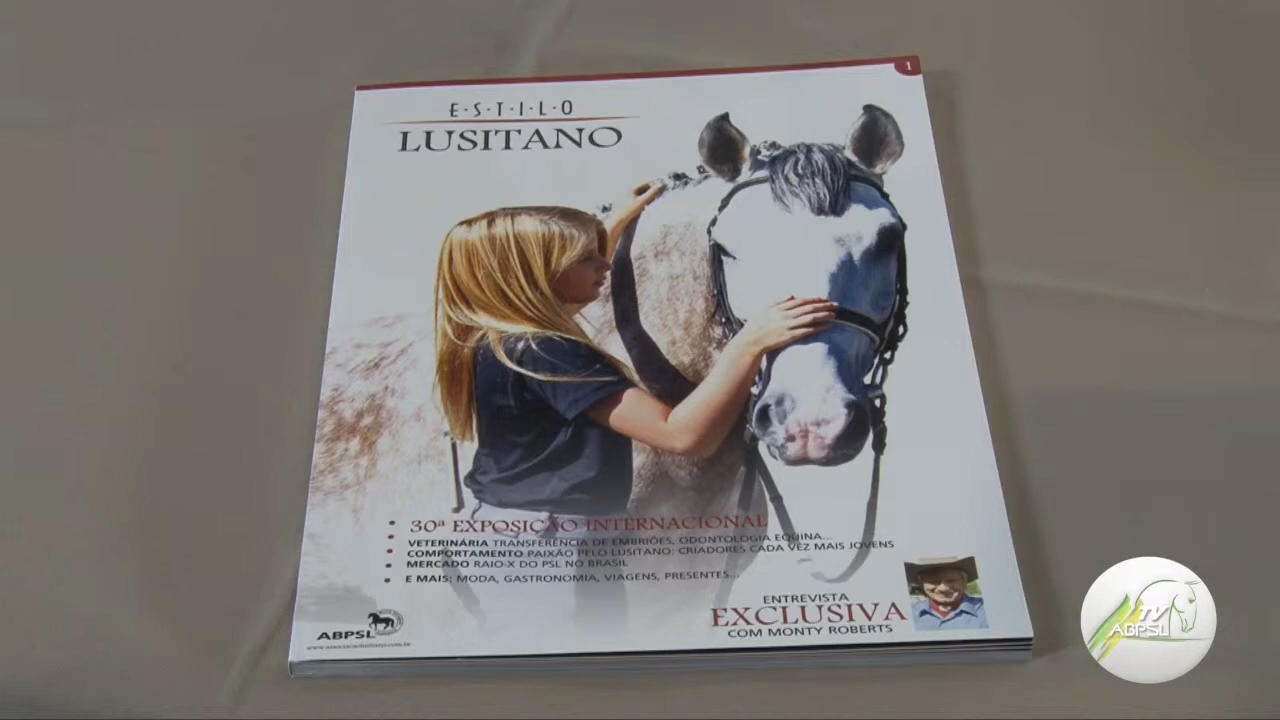 1
E·S·T·I·L·O
LUSITANO
• 30ª EXPOSIÇÃO INTERNACIONAL
• VETERINÁRIA TRANSFERÊNCIA DE EMBRIÕES, ODONTOLOGIA EQUINA...
• COMPORTAMENTO PAIXÃO PELO LUSITANO: CRIADORES CADA VEZ MAIS JOVENS
• MERCADO RAIO-X DO PSL NO BRASIL
• E MAIS: MODA, GASTRONOMIA, VIAGENS, PRESENTES...
ENTREVISTA
EXCLUSIVA
COM MONTY ROBERTS
ABPSL
TV
ABPSL